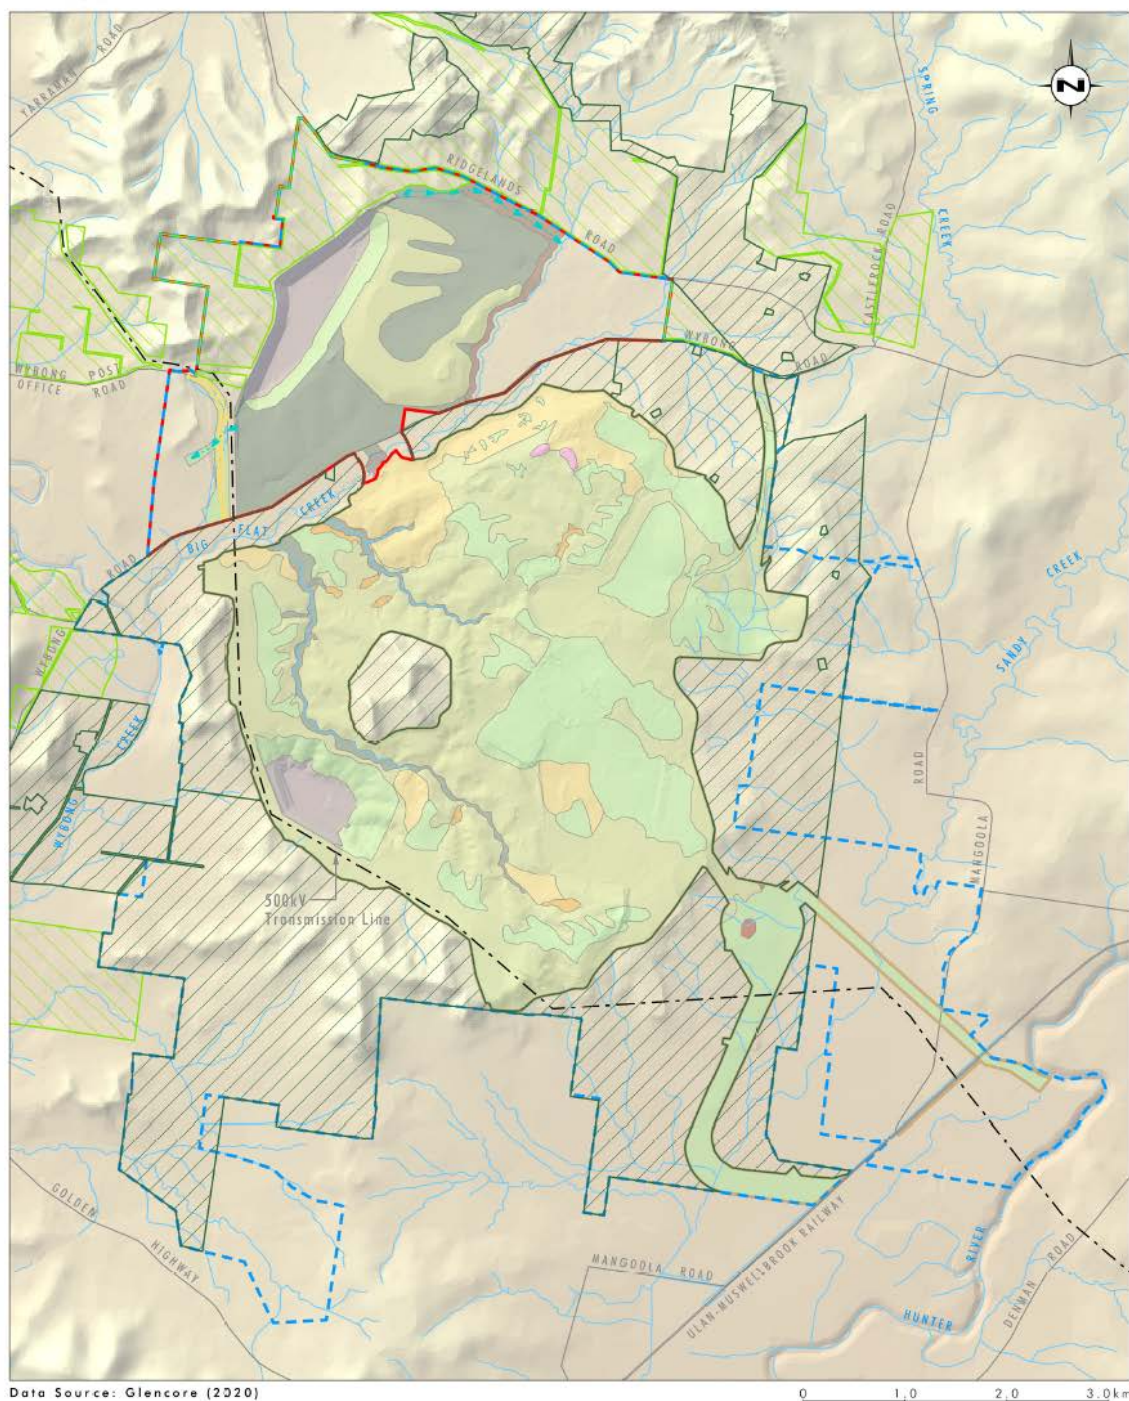 YARRAMAN ROAD
SPRING
CREEK
N
RIDGELANDS
ROAD
CASTLEROCK ROAD
WYBONG
ROAD
WYBONG POST
OFFICE ROAD
BIG FLAT CREEK
ROAD
WYBONG
CREEK
SANDY
CREEK
WYBONG
ROAD
MANGOOLA
500kV
Transmission Line
GOLDEN
HIGHWAY
MANGOOLA ROAD
ULAN-MUSWELLBROOK RAILWAY
RIVER
HUNTER
DENMAN ROAD
Data Source: Glencore (2020)
0 1.0 2.0 3.0km